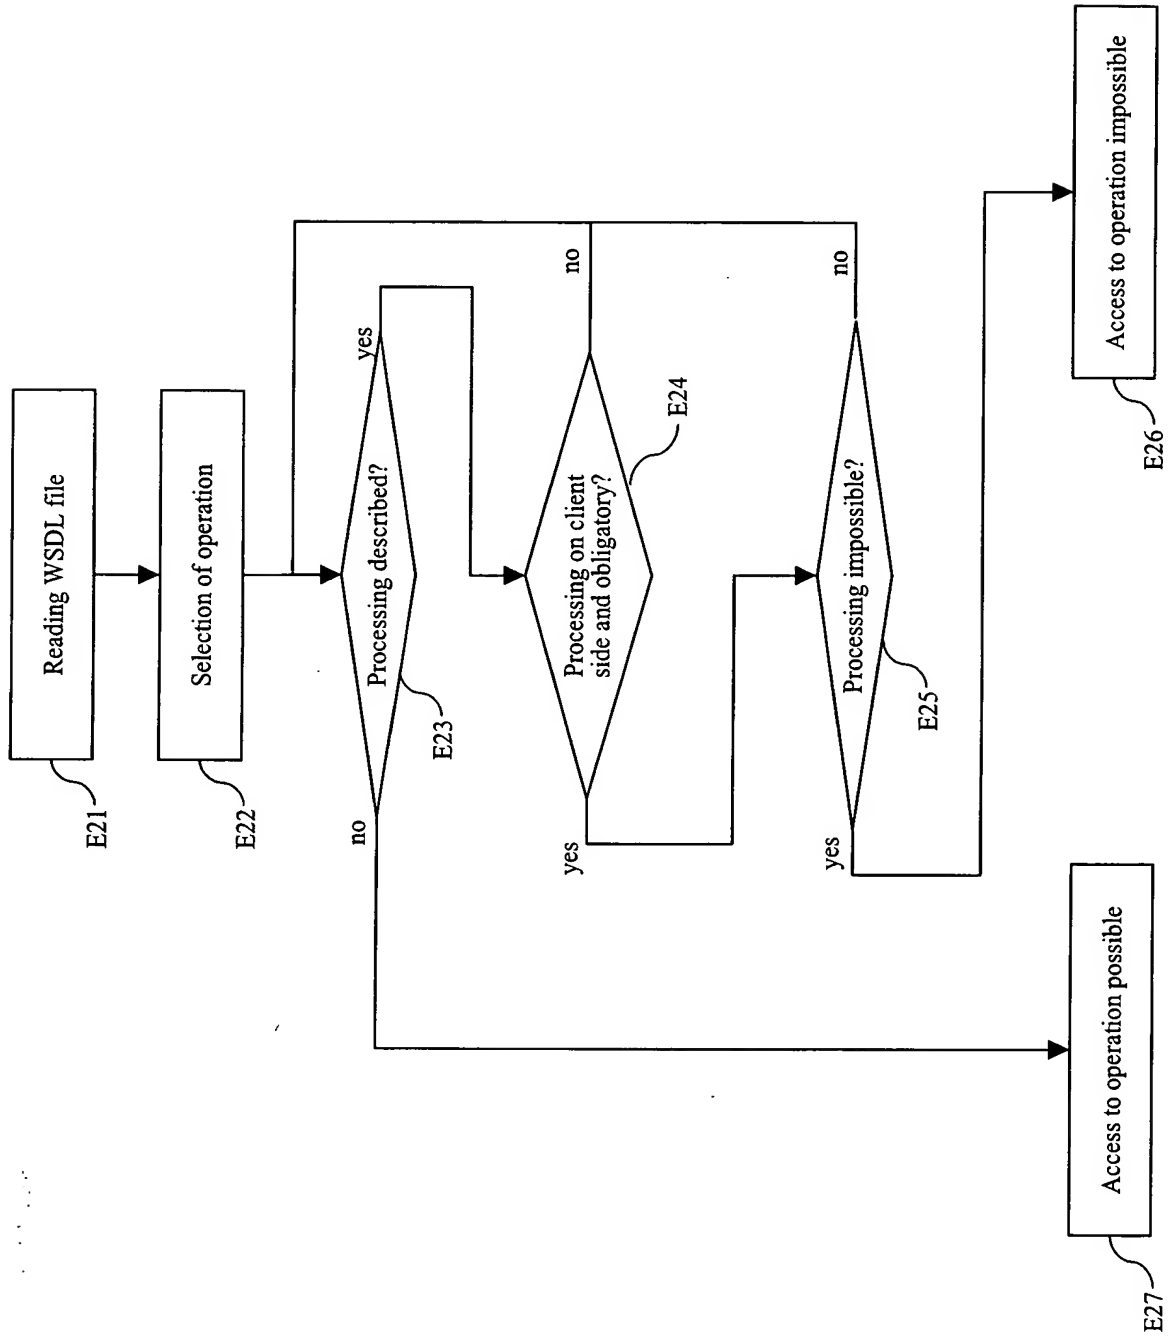 Reading WSDL file
E21
Selection of operation
E22
Processing described?
yes
no
E23
Processing on client
side and obligatory?
no
yes
E24
Processing impossible?
no
yes
E25
Access to operation impossible
E26
Access to operation possible
E27